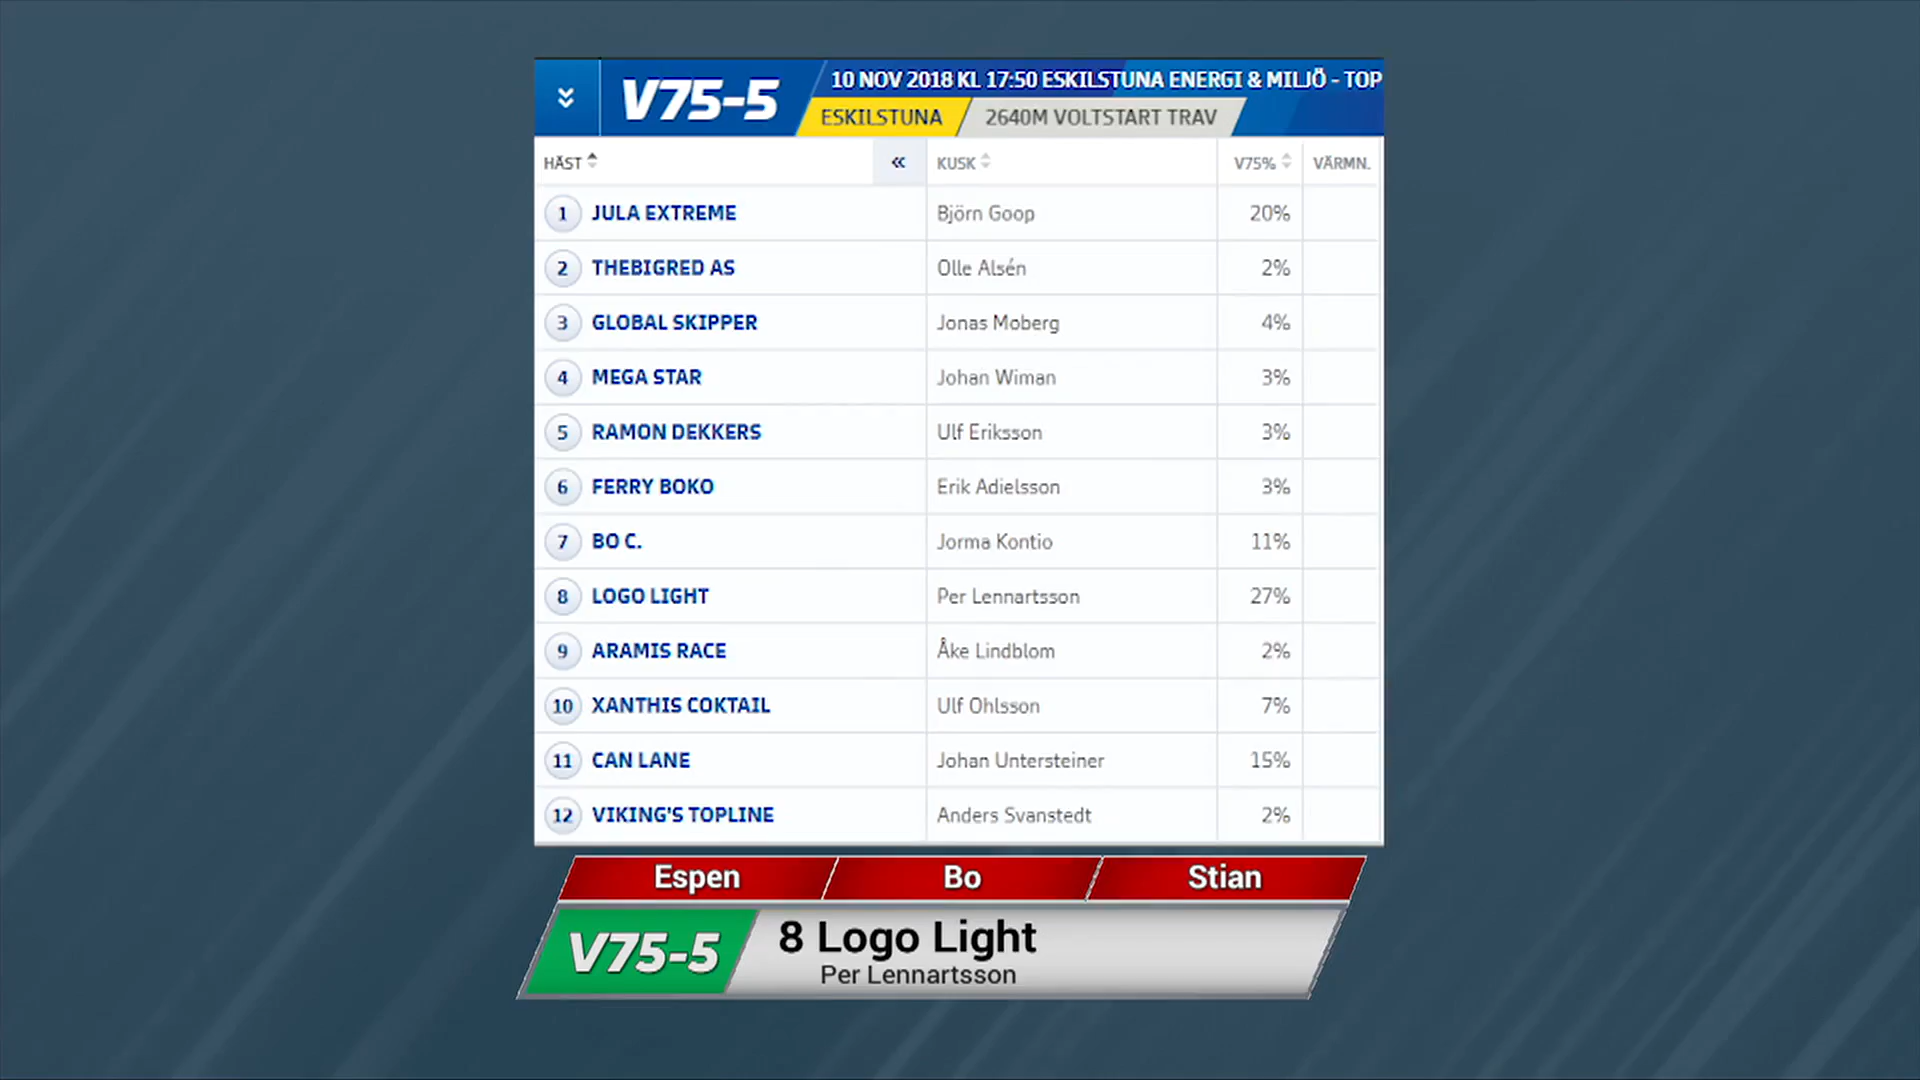 V75-5
10 NOV 2018 KL 17:50 ESKILSTUNA ENERGI & MILJÖ - TOP
ESKILSTUNA 2640M VOLTSTART TRAV
HÄST « KUSK V75% VÄRMN.
1 JULA EXTREME Björn Goop 20%
2 THEBIGRED AS Olle Alsén 2%
3 GLOBAL SKIPPER Jonas Moberg 4%
4 MEGA STAR Johan Wiman 3%
5 RAMON DEKKERS Ulf Eriksson 3%
6 FERRY BOKO Erik Adielsson 3%
7 BO C. Jorma Kontio 11%
8 LOGO LIGHT Per Lennartsson 27%
9 ARAMIS RACE Åke Lindblom 2%
10 XANTHIS COKTAIL Ulf Ohlsson 7%
11 CAN LANE Johan Untersteiner 15%
12 VIKING'S TOPLINE Anders Svanstedt 2%
Espen Bo Stian
V75-5 8 Logo Light
Per Lennartsson